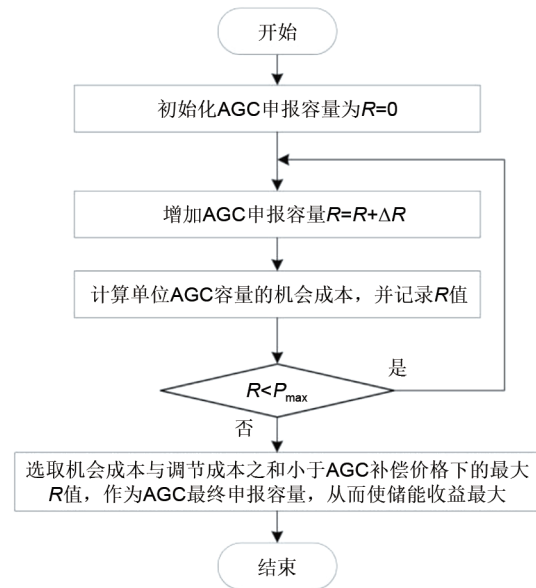 开始
初始化AGC申报容量为R=0
增加AGC申报容量R=R+ΔR
计算单位AGC容量的机会成本，并记录R值
是
R<Pmax
否
选取机会成本与调节成本之和小于AGC补偿价格下的最大
R值，作为AGC最终申报容量，从而使储能收益最大
结束